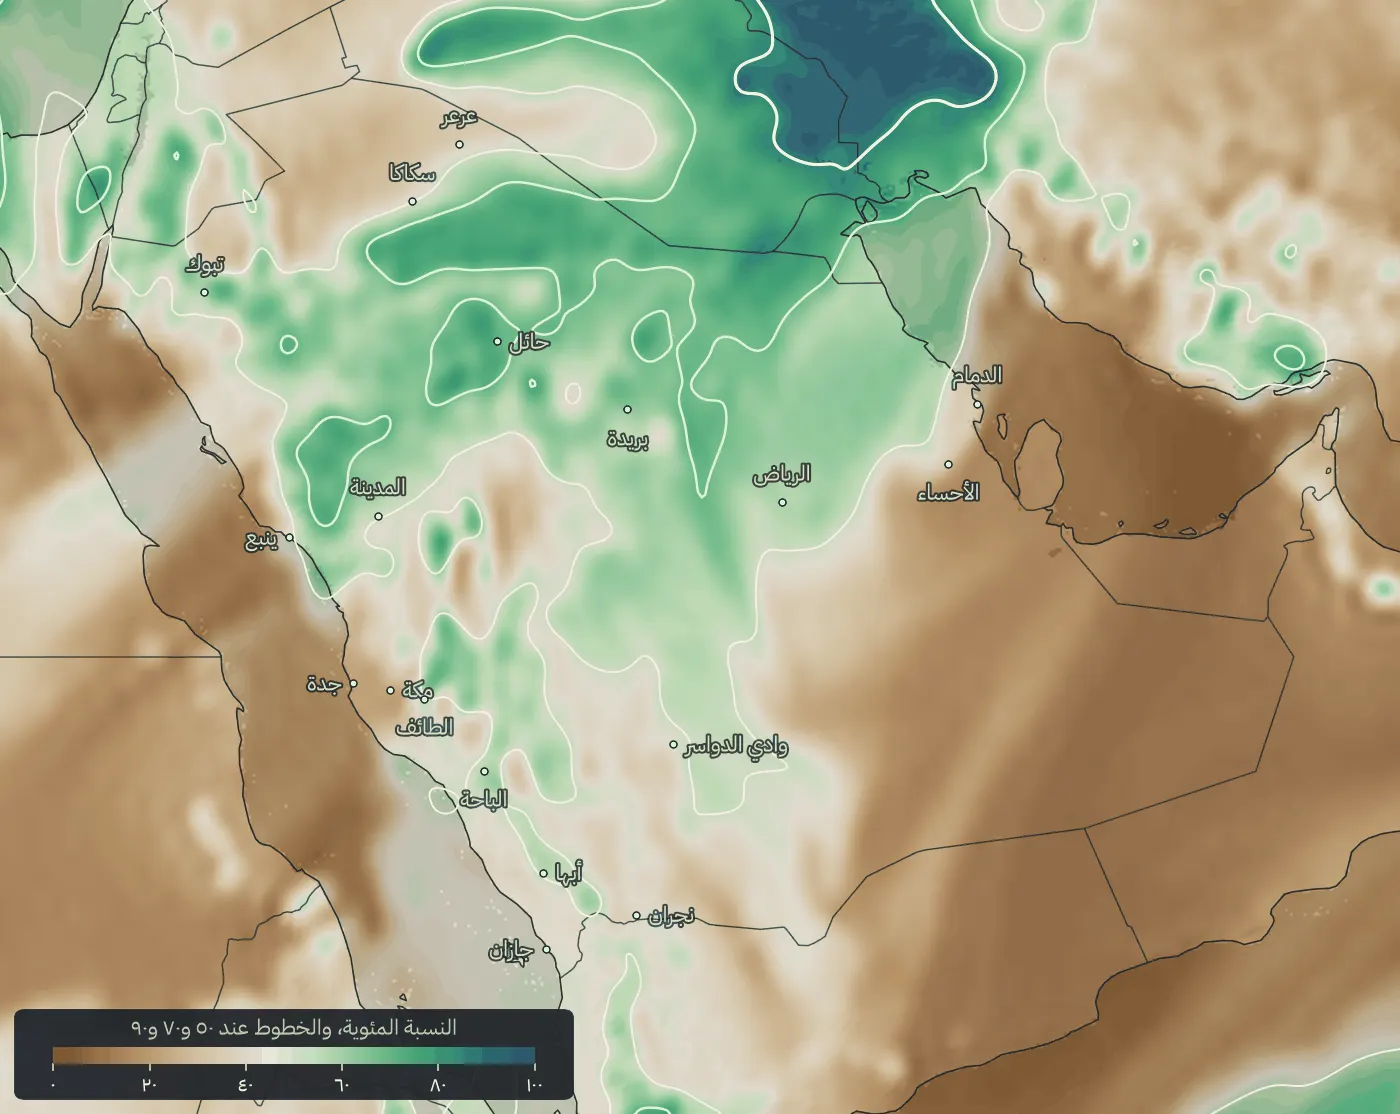 عرعر
سكاكا
تبوك
حائل
الدمام
بريدة
الأحساء
الرياض
المدينة
ينبع
جدة
مكة
الطائف
وادي الدواسر
الباحة
أبها
نجران
جازان
النسبة المئوية، والخطوط عند ٥٠ و٧٠ و٩٠
٠ ٢٠ ٤٠ ٦٠ ٨٠ ١٠٠